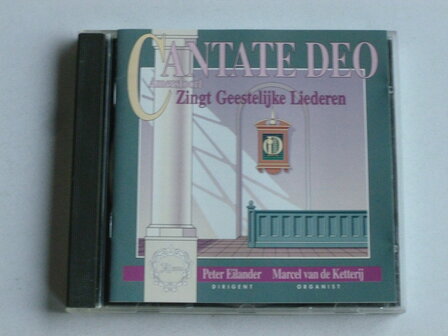 CANTATE DEO
Zingt Geestelijke Liederen
Peter Eilander Marcel van de Ketterij
DIRIGENT ORGANIST